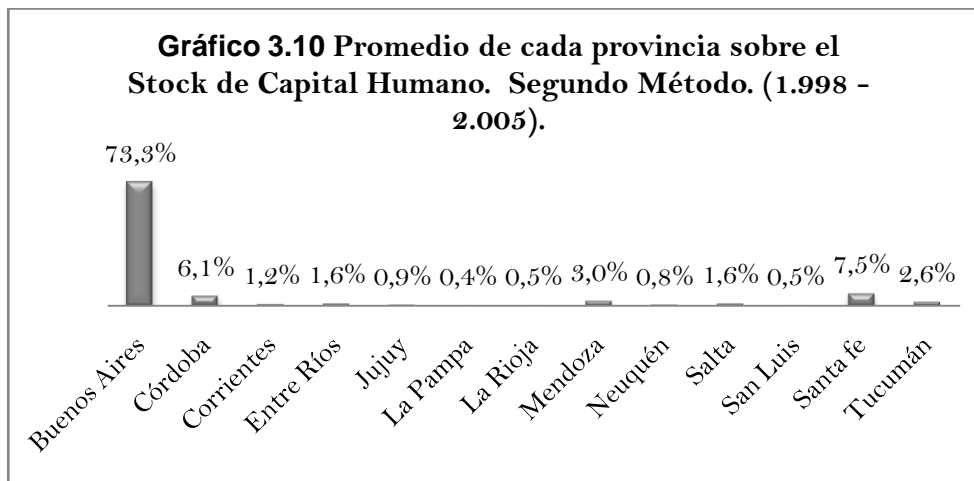 Gráfico 3.10 Promedio de cada provincia sobre el
Stock de Capital Humano. Segundo Método. (1.998 -
2.005).
73,3%
6,1%
1,2%
1,6%
0,9%
0,4%
0,5%
3,0%
0,8%
1,6%
0,5%
7,5%
2,6%
Buenos Aires
Córdoba
Corrientes
Entre Ríos
Jujuy
La Pampa
La Rioja
Mendoza
Neuquén
Salta
San Luis
Santa fe
Tucumán